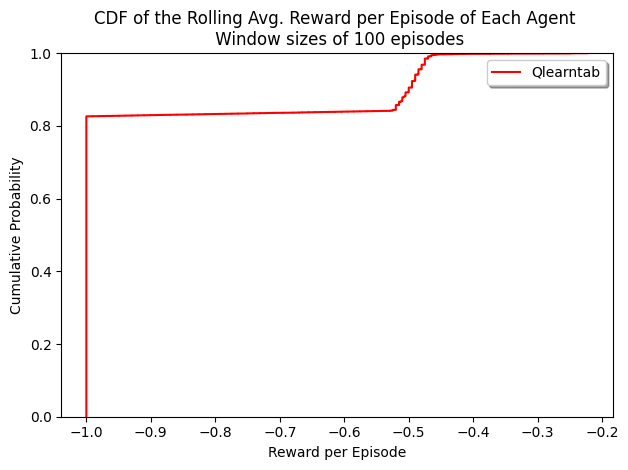 CDF of the Rolling Avg. Reward per Episode of Each Agent
Window sizes of 100 episodes
Qlearntab
Cumulative Probability
1.0
0.8
0.6
0.4
0.2
0.0
−1.0 −0.9 −0.8 −0.7 −0.6 −0.5 −0.4 −0.3 −0.2
Reward per Episode